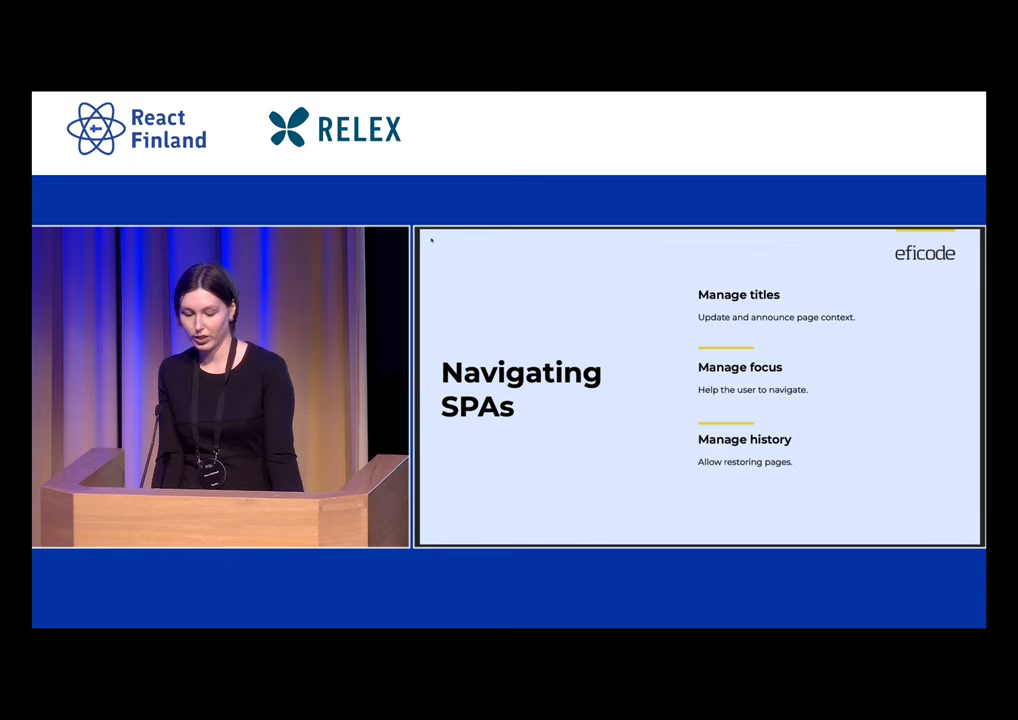 React
Finland
RELEX
eficode
Navigating
SPAs
Manage titles
Update and announce page context.
Manage focus
Help the user to navigate.
Manage history
Allow restoring pages.